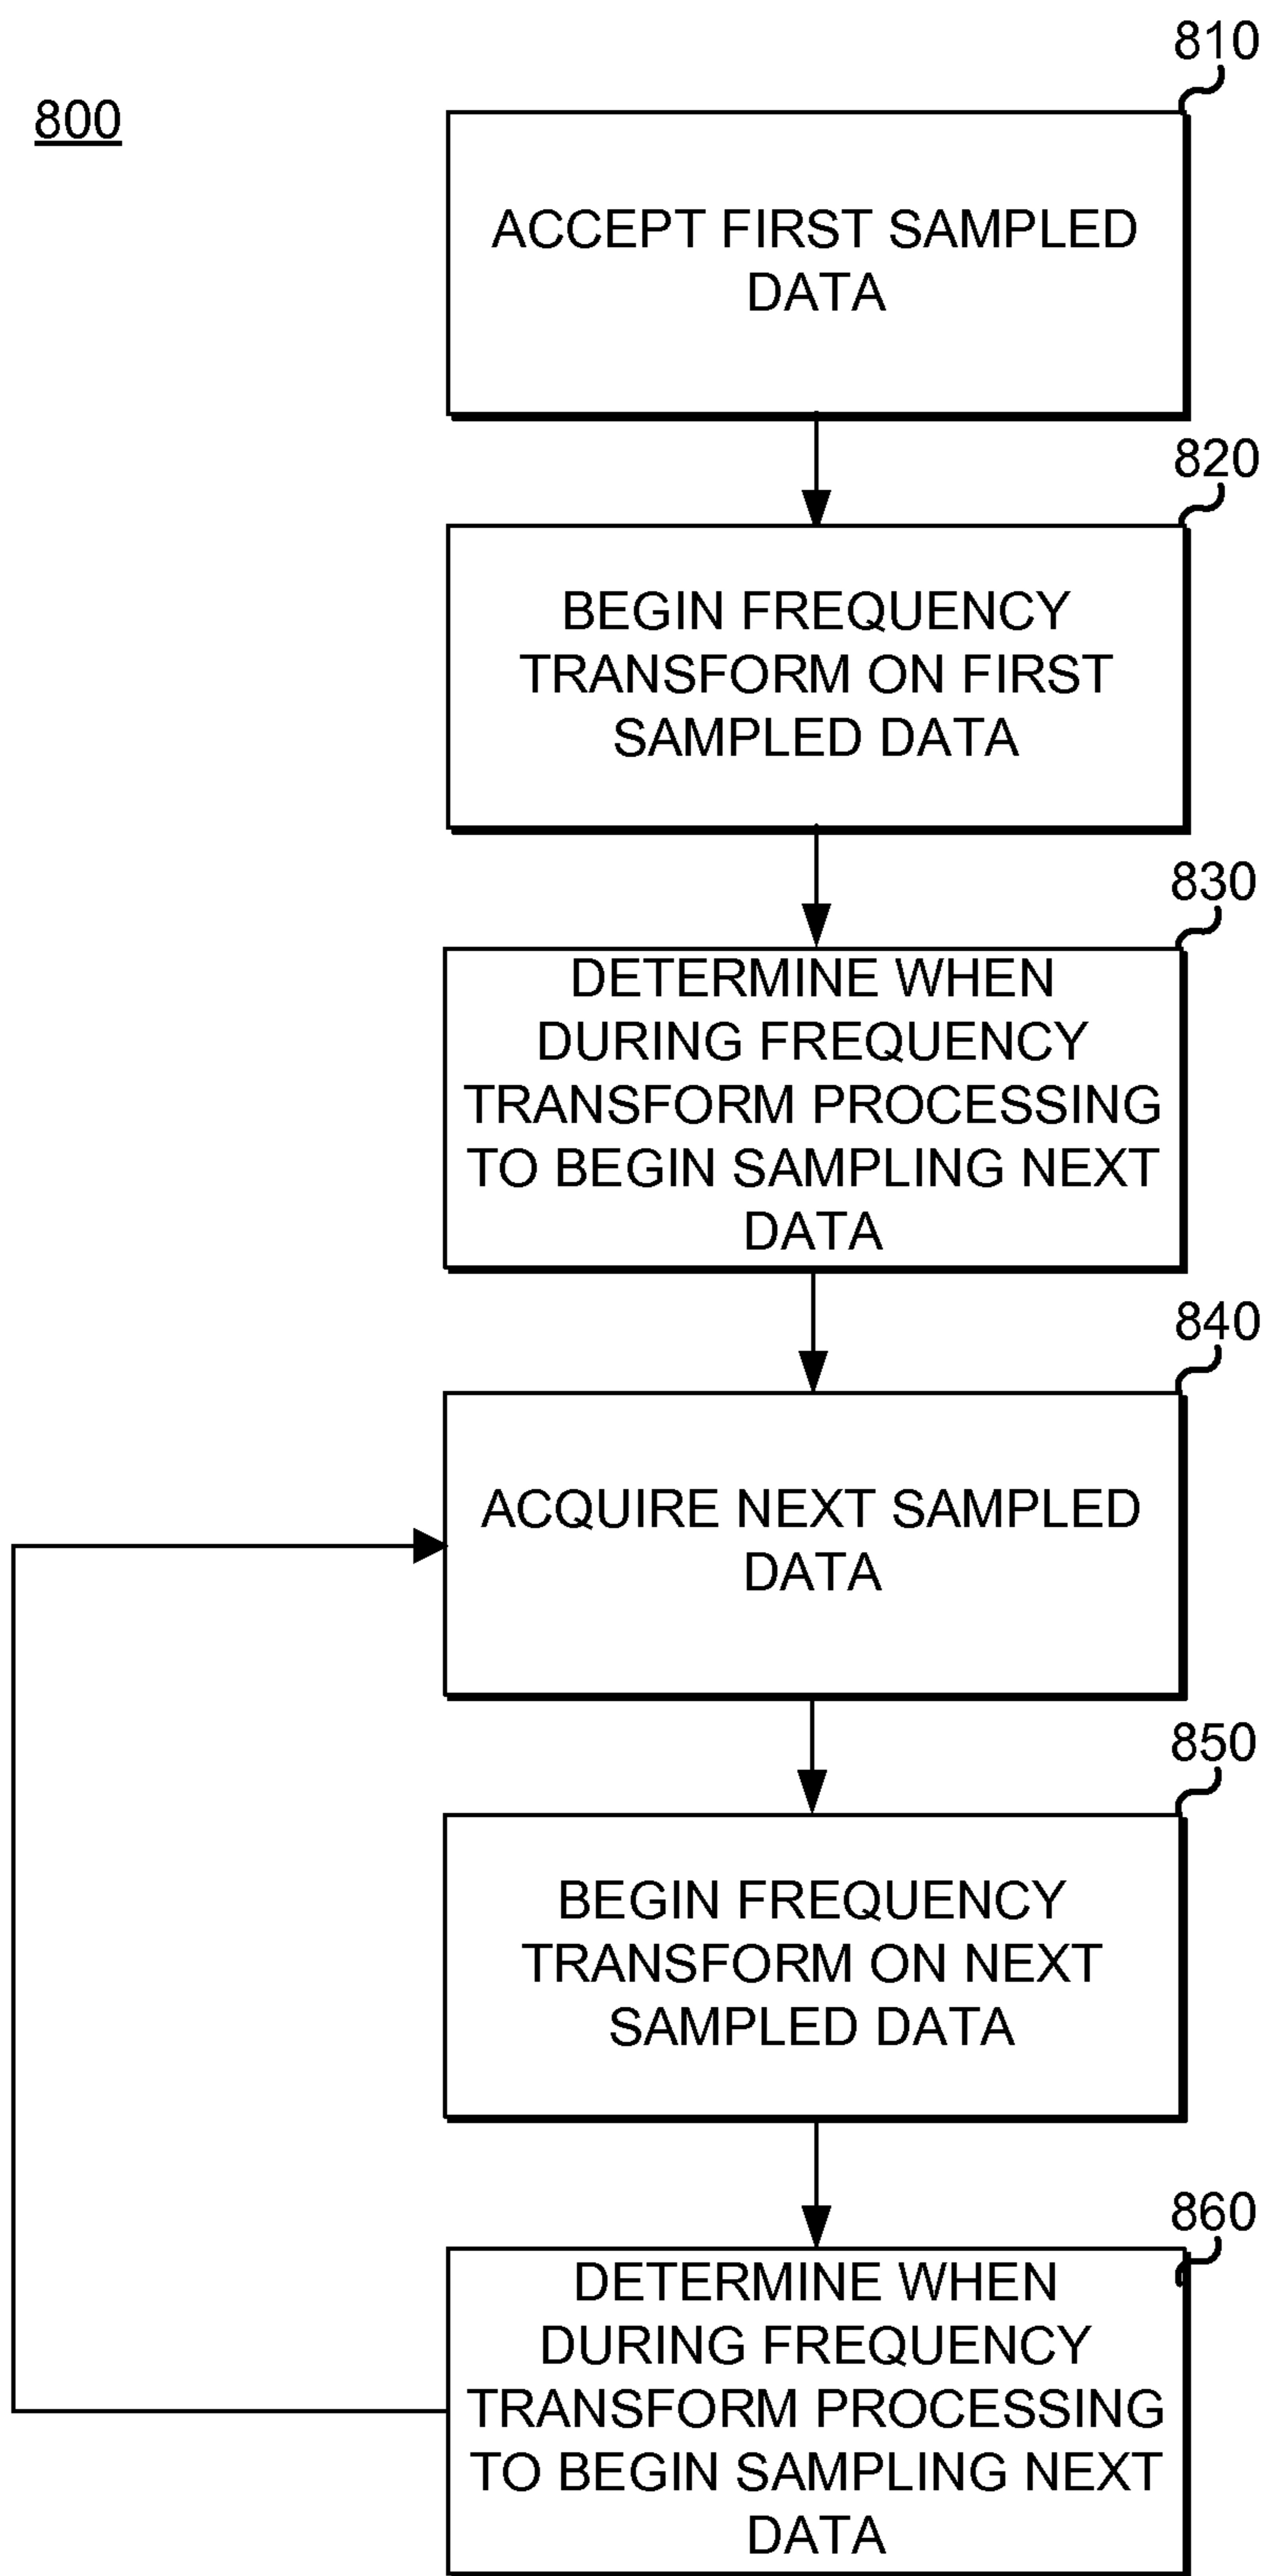 810
800
ACCEPT FIRST SAMPLED
DATA
820
BEGIN FREQUENCY
TRANSFORM ON FIRST
SAMPLED DATA
830
DETERMINE WHEN
DURING FREQUENCY
TRANSFORM PROCESSING
TO BEGIN SAMPLING NEXT
DATA
840
ACQUIRE NEXT SAMPLED
DATA
850
BEGIN FREQUENCY
TRANSFORM ON NEXT
SAMPLED DATA
860
DETERMINE WHEN
DURING FREQUENCY
TRANSFORM PROCESSING
TO BEGIN SAMPLING NEXT
DATA